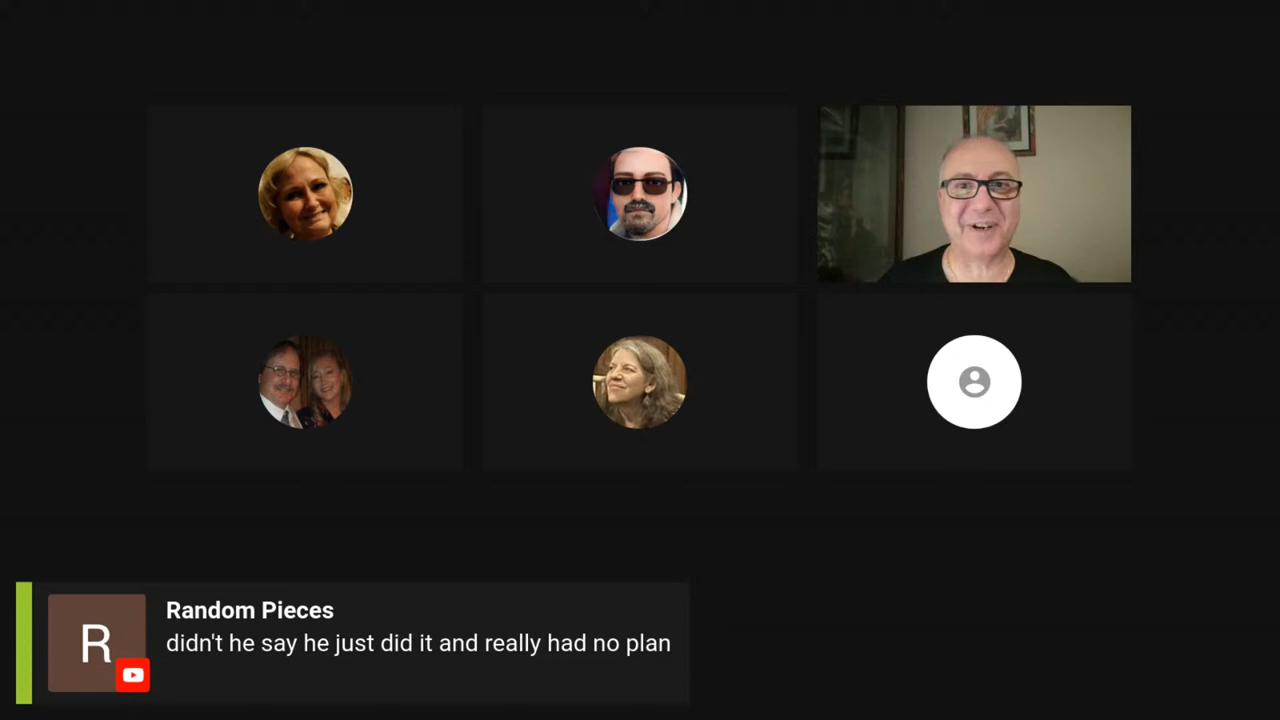 R
Random Pieces
didn't he say he just did it and really had no plan